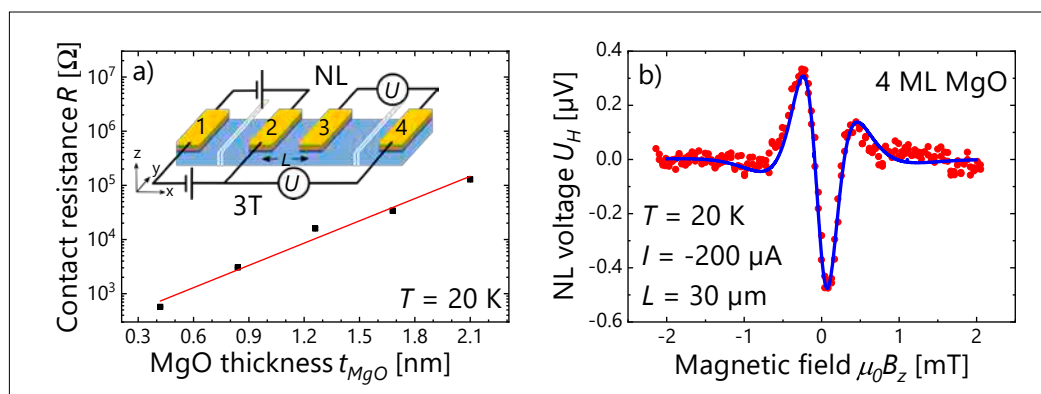 a)
NL
U
1
2
3
4
L
z
y
x
U
3T
T = 20 K
10⁷
10⁶
10⁵
10⁴
10³
Contact resistance R [Ω]
0.3 0.6 0.9 1.2 1.5 1.8 2.1
MgO thickness t_MgO [nm]
b)
4 ML MgO
T = 20 K
I = -200 µA
L = 30 µm
0.4
0.2
0.0
-0.2
-0.4
-0.6
NL voltage U_H [µV]
-2 -1 0 1 2
Magnetic field µ₀B_z [mT]